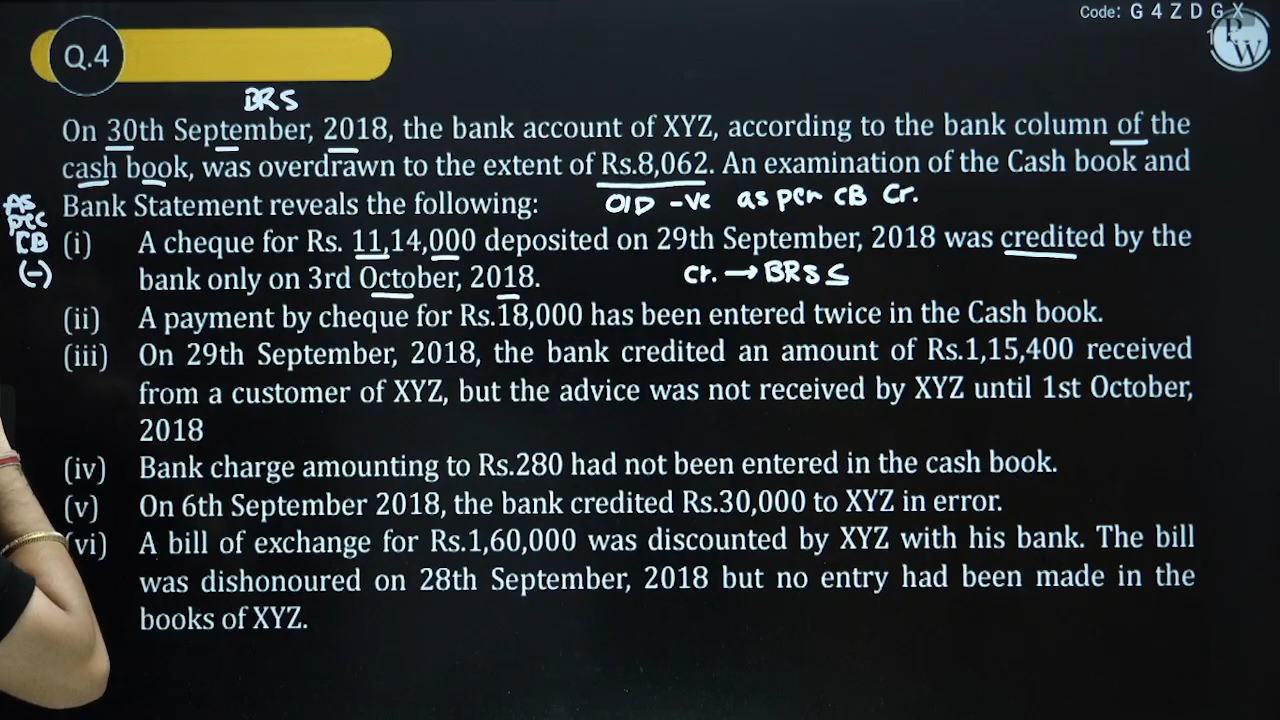 Code: G 4 Z D G X
P
W
Q.4
BRS
On 30th September, 2018, the bank account of XYZ, according to the bank column of the
cash book, was overdrawn to the extent of Rs.8,062. An examination of the Cash book and
Bank Statement reveals the following:
O/D -ve as per CB Cr.
As
per
CB
(-)
(i) A cheque for Rs. 11,14,000 deposited on 29th September, 2018 was credited by the
bank only on 3rd October, 2018.
Cr. → BRS ≤
(ii) A payment by cheque for Rs.18,000 has been entered twice in the Cash book.
(iii) On 29th September, 2018, the bank credited an amount of Rs.1,15,400 received
from a customer of XYZ, but the advice was not received by XYZ until 1st October,
2018
(iv) Bank charge amounting to Rs.280 had not been entered in the cash book.
(v) On 6th September 2018, the bank credited Rs.30,000 to XYZ in error.
(vi) A bill of exchange for Rs.1,60,000 was discounted by XYZ with his bank. The bill
was dishonoured on 28th September, 2018 but no entry had been made in the
books of XYZ.